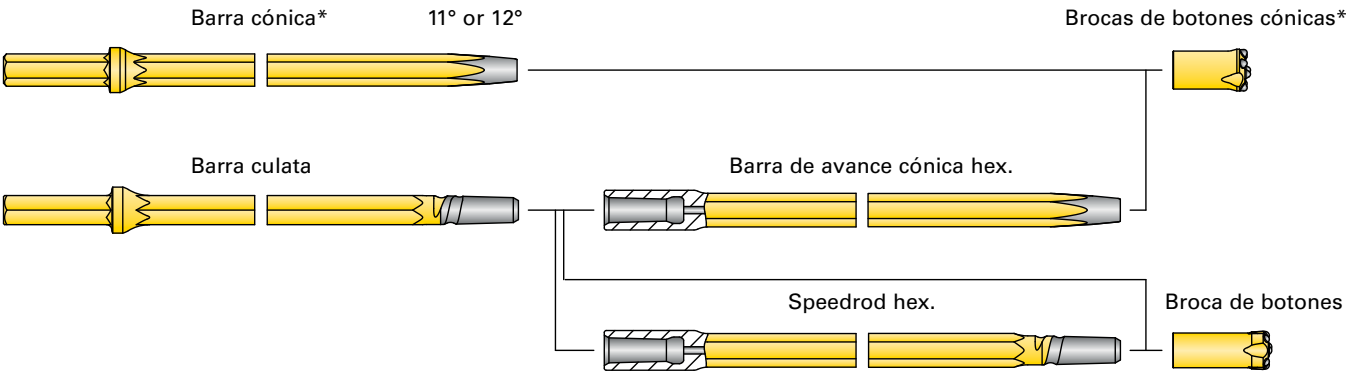 Barra cónica*
11° or 12°
Brocas de botones cónicas*
Barra culata
Barra de avance cónica hex.
Speedrod hex.
Broca de botones